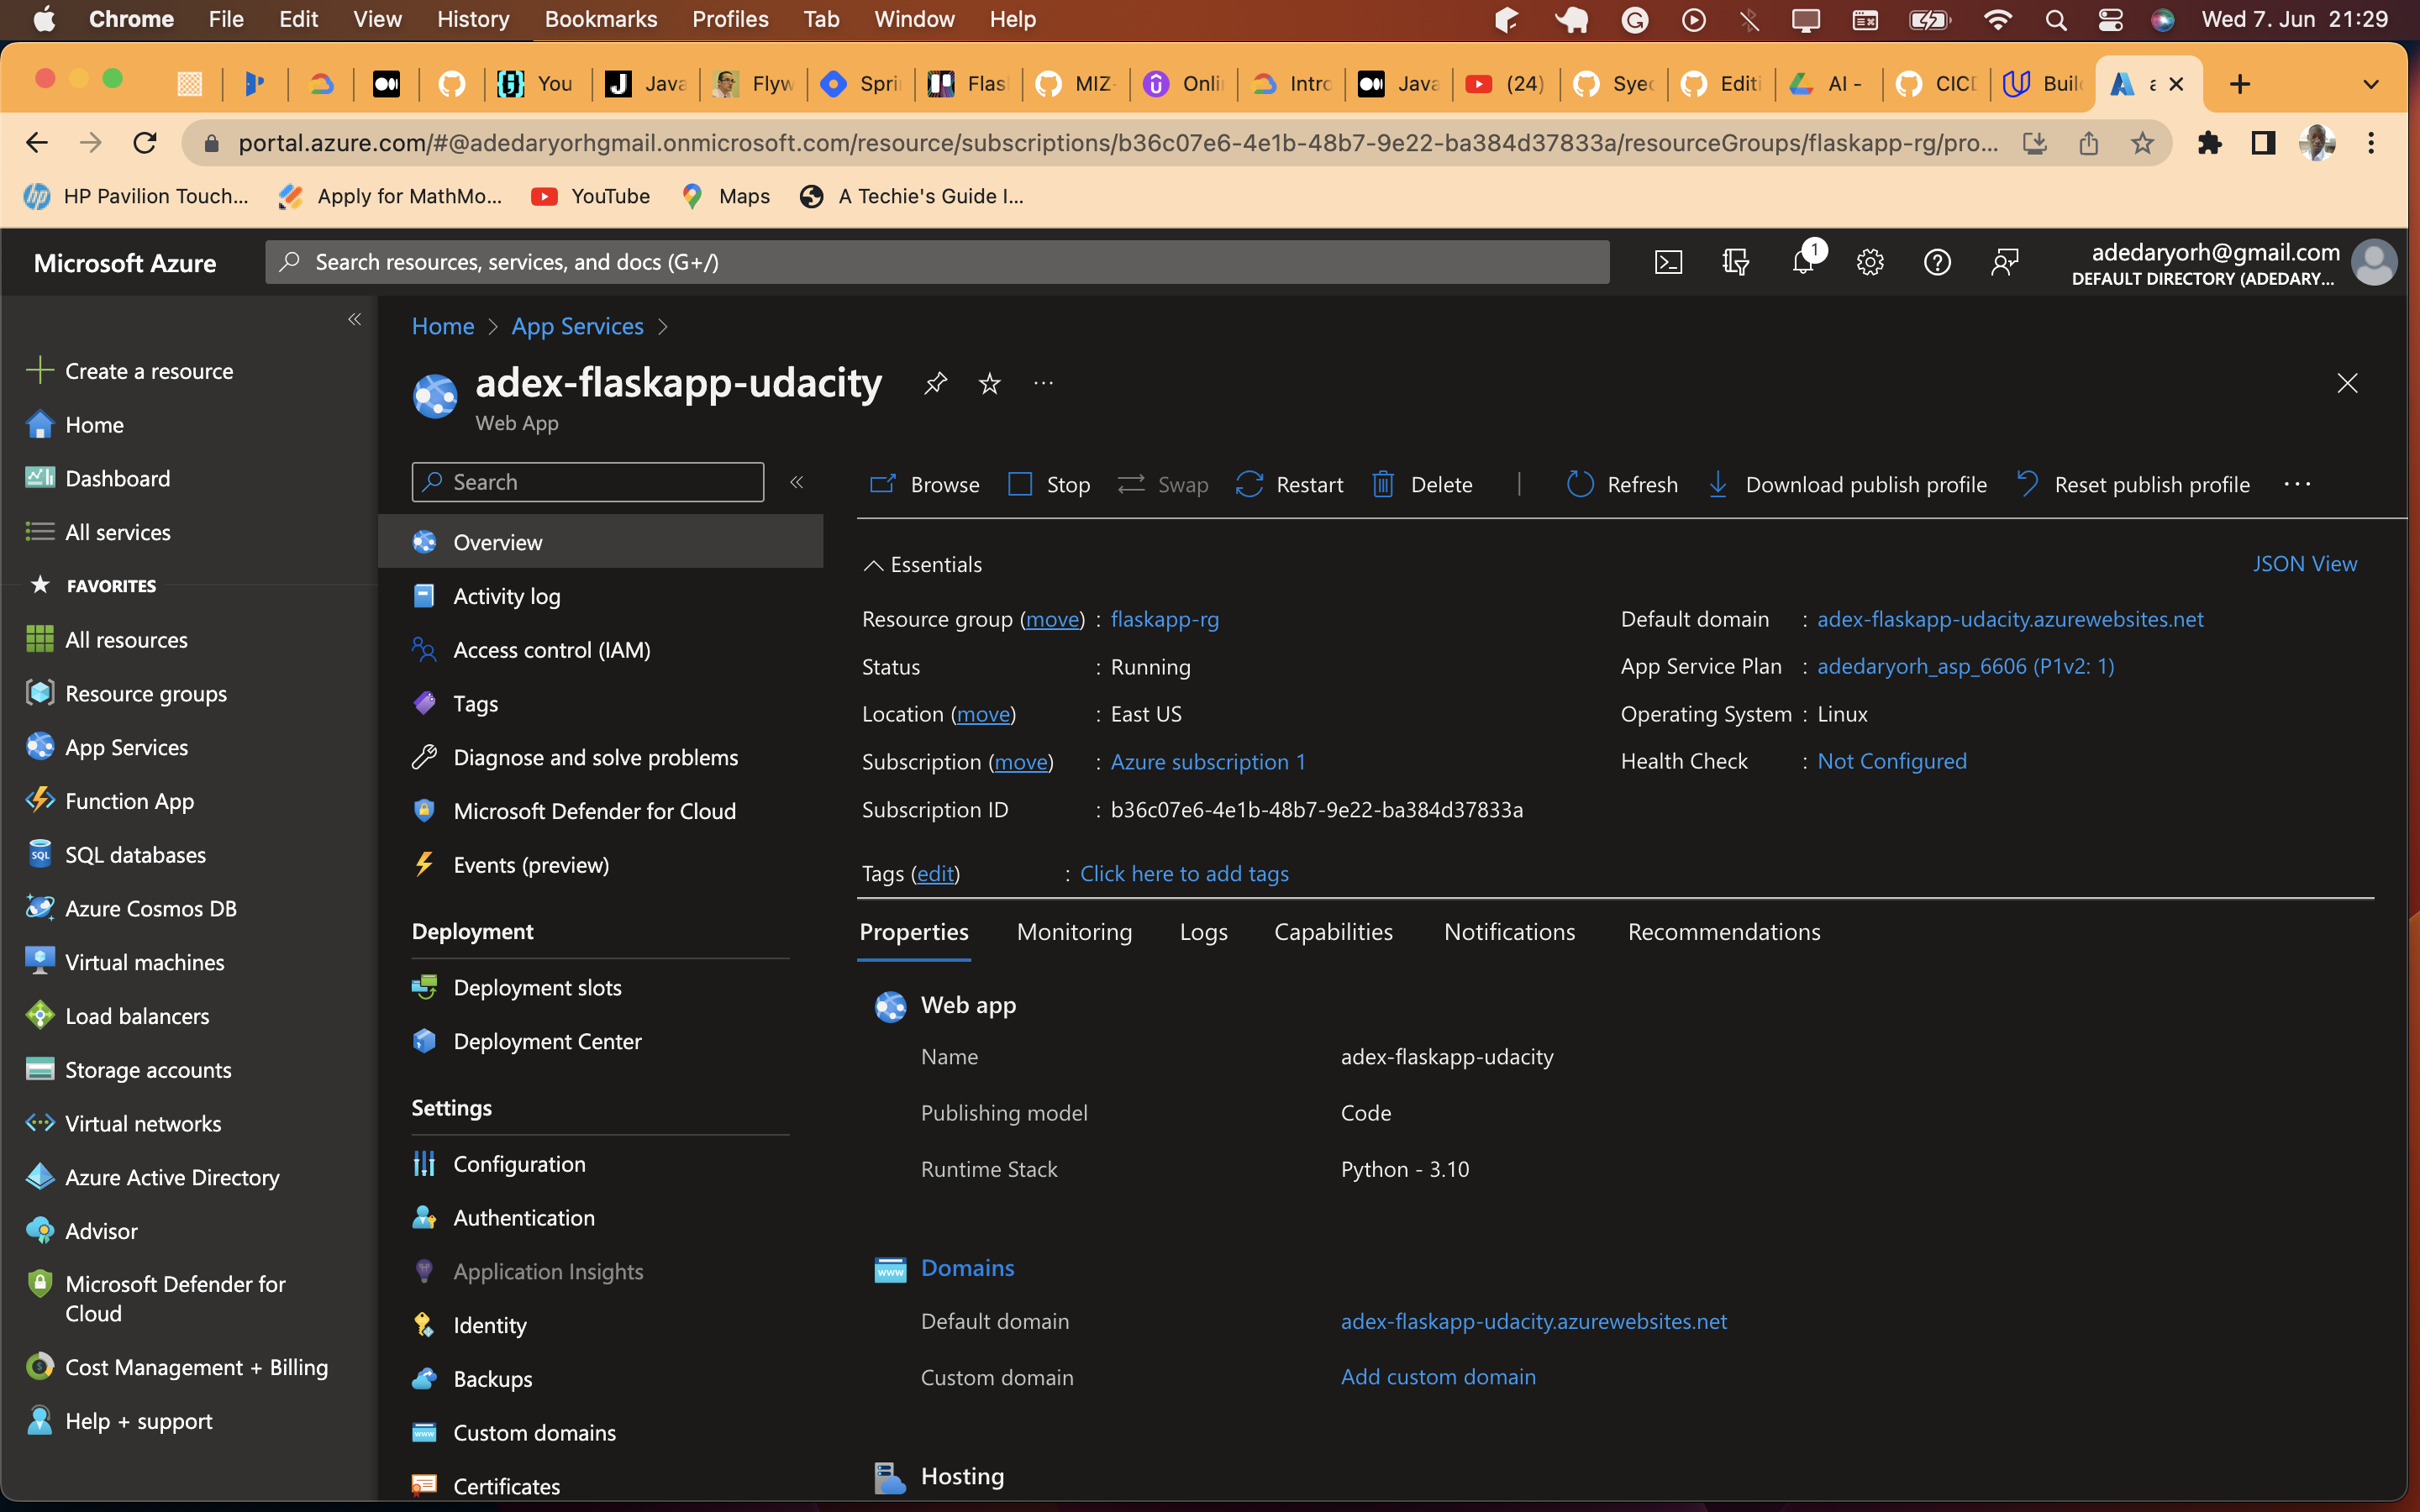 Chrome File Edit View History Bookmarks Profiles Tab Window Help Wed 7. Jun 21:29
You Java Flyw Spri Flas MIZ- Onli Intro Java (24) Syec Editi AI - CICD Build a
portal.azure.com/#@adedaryorhgmail.onmicrosoft.com/resource/subscriptions/b36c07e6-4e1b-48b7-9e22-ba384d37833a/resourceGroups/flaskapp-rg/pro...
HP Pavilion Touch... Apply for MathMo... YouTube Maps A Techie's Guide I...
Microsoft Azure
Search resources, services, and docs (G+/)
1
adedaryorh@gmail.com
DEFAULT DIRECTORY (ADEDARY...
Create a resource
Home
Dashboard
All services
FAVORITES
All resources
Resource groups
App Services
Function App
SQL databases
Azure Cosmos DB
Virtual machines
Load balancers
Storage accounts
Virtual networks
Azure Active Directory
Advisor
Microsoft Defender for
Cloud
Cost Management + Billing
Help + support
Home > App Services >
adex-flaskapp-udacity
Web App
Search
Overview
Activity log
Access control (IAM)
Tags
Diagnose and solve problems
Microsoft Defender for Cloud
Events (preview)
Deployment
Deployment slots
Deployment Center
Settings
Configuration
Authentication
Application Insights
Identity
Backups
Custom domains
Certificates
Browse Stop Swap Restart Delete Refresh Download publish profile Reset publish profile
Essentials
JSON View
Resource group (move) : flaskapp-rg
Status : Running
Location (move) : East US
Subscription (move) : Azure subscription 1
Subscription ID : b36c07e6-4e1b-48b7-9e22-ba384d37833a
Default domain : adex-flaskapp-udacity.azurewebsites.net
App Service Plan : adedaryorh_asp_6606 (P1v2: 1)
Operating System : Linux
Health Check : Not Configured
Tags (edit) : Click here to add tags
Properties Monitoring Logs Capabilities Notifications Recommendations
Web app
Name adex-flaskapp-udacity
Publishing model Code
Runtime Stack Python - 3.10
Domains
Default domain adex-flaskapp-udacity.azurewebsites.net
Custom domain Add custom domain
Hosting